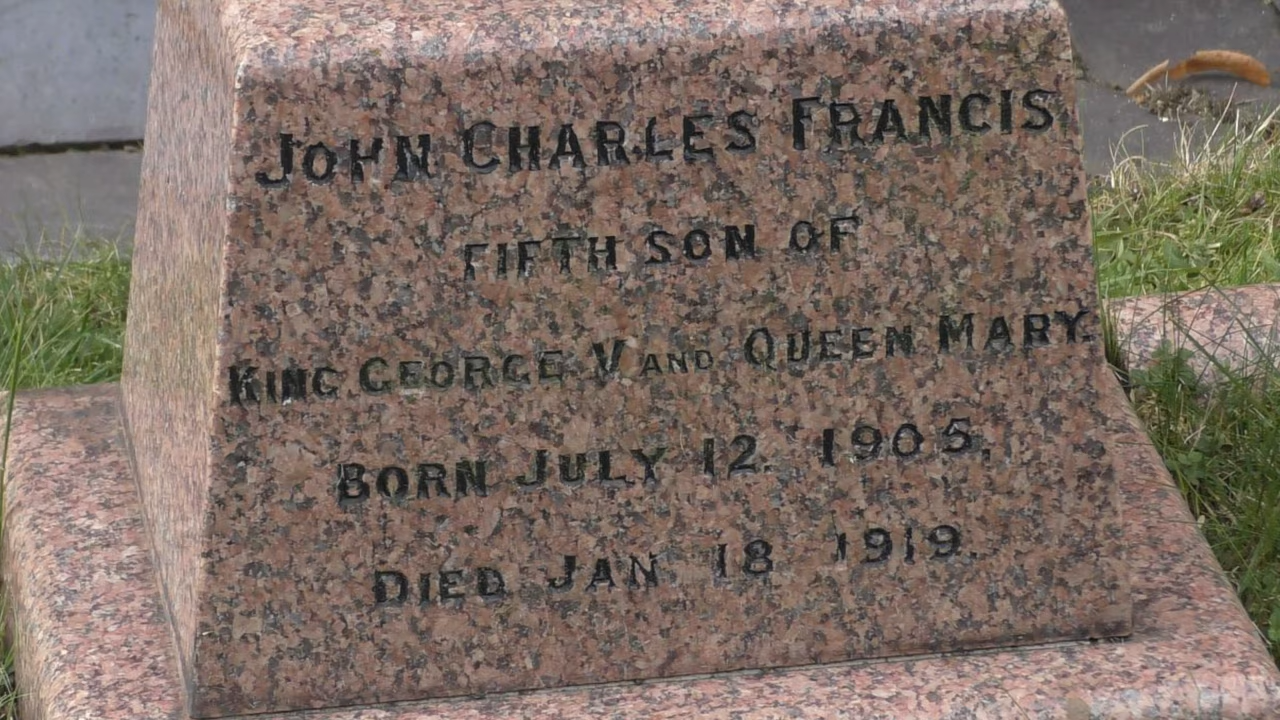 JOHN CHARLES FRANCIS
FIFTH SON OF
KING GEORGE V AND QUEEN MARY.
BORN JULY 12. 1905,
DIED JAN 18 1919.